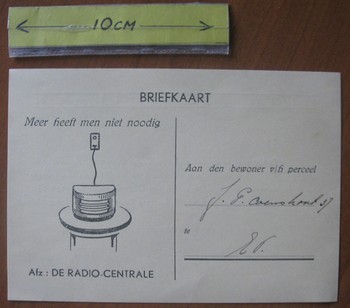 10CM
BRIEFKAART
Meer heeft men niet noodig
Aan den bewoner v/h perceel
te
Afz : DE RADIO-CENTRALE